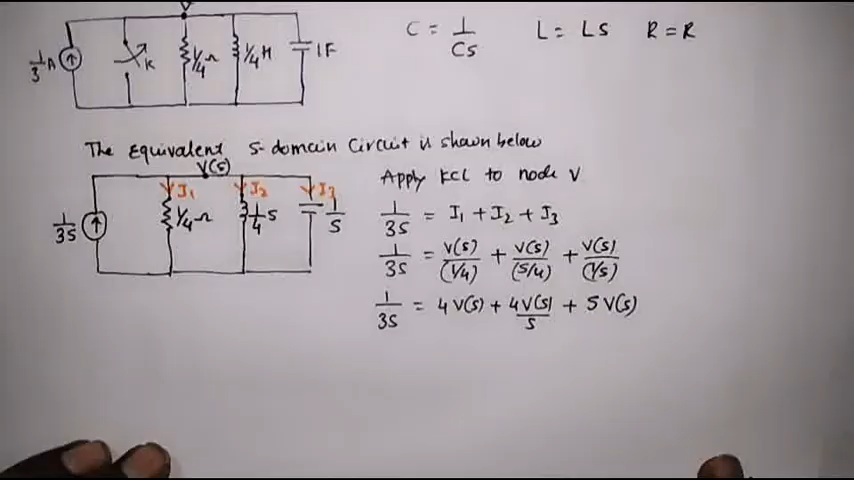 V
1/3 A K 1/4 Ω 1/4 H 1F
C = 1/Cs L = Ls R = R
The Equivalent S-domain Circuit is shown below
V(s)
I1 I2 I3
1/3s 1/4 Ω 1/4 s 1/s
Apply KCL to node V
1/3s = I1 + I2 + I3
1/3s = V(s)/(1/4) + V(s)/(s/4) + V(s)/(1/s)
1/3s = 4V(s) + 4V(s)/s + sV(s)